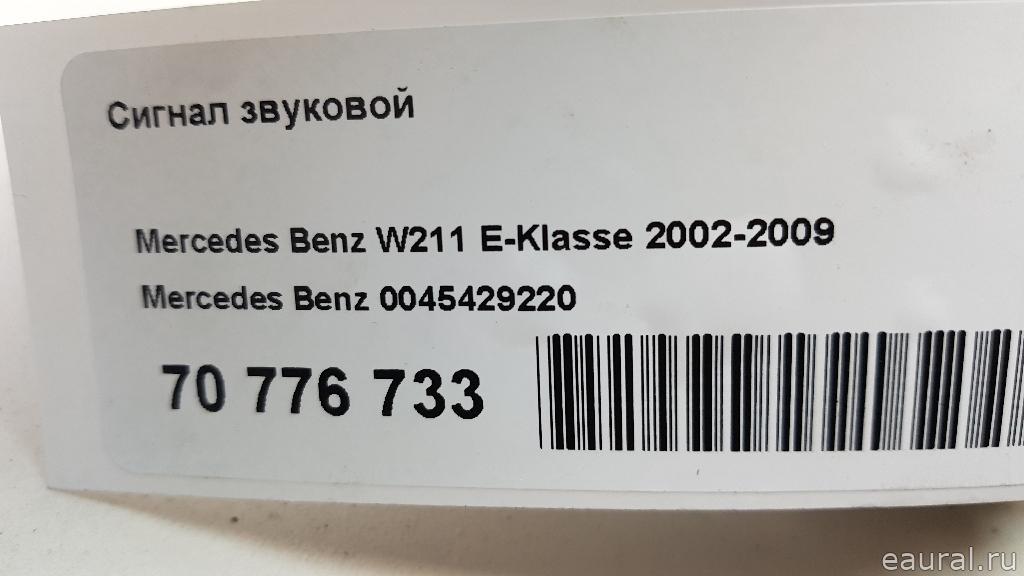 Сигнал звуковой
Mercedes Benz W211 E-Klasse 2002-2009
Mercedes Benz 0045429220
70 776 733
eaural.ru